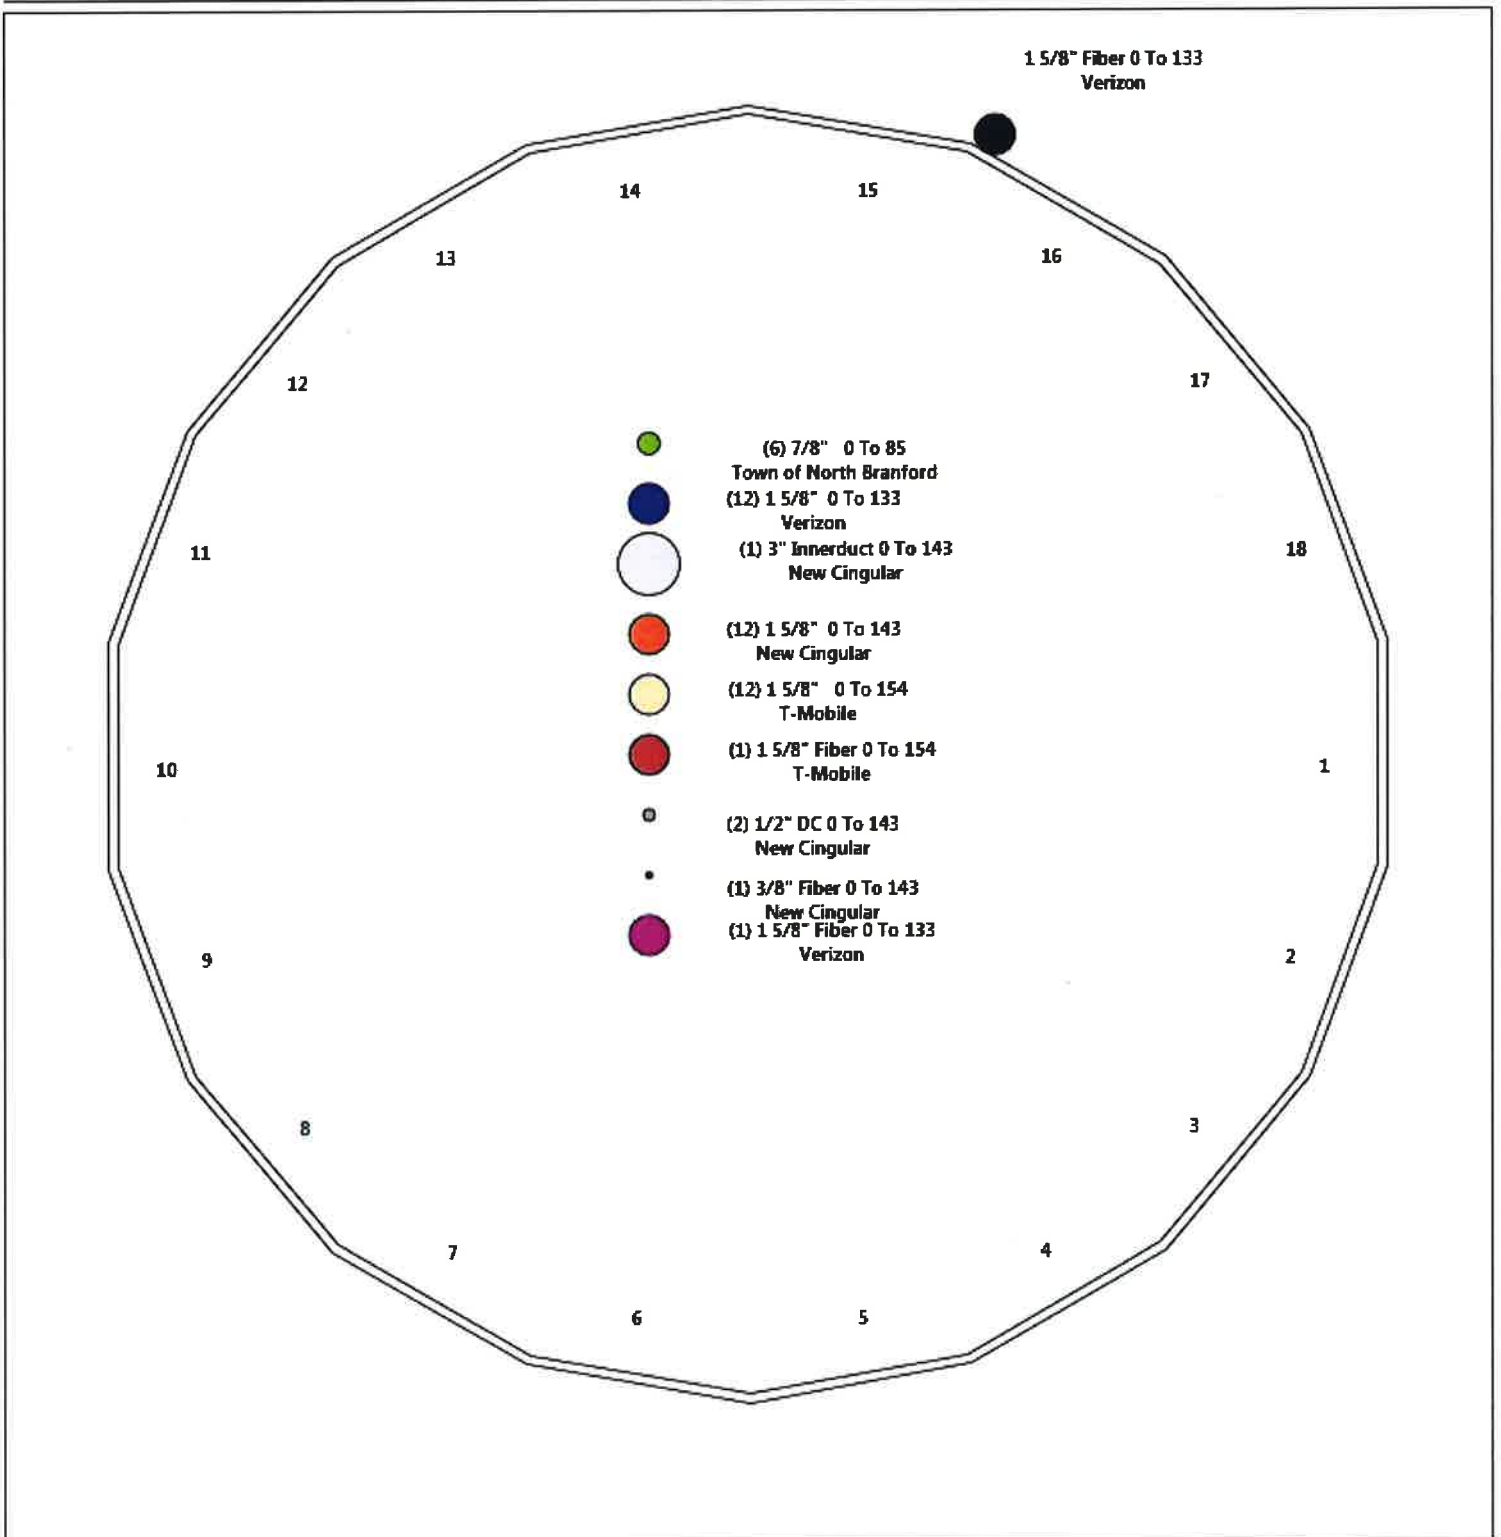 1 5/8" Fiber 0 To 133
Verizon
14
15
13
16
12
17
(6) 7/8" 0 To 85
Town of North Branford
(12) 1 5/8" 0 To 133
Verizon
11
(1) 3" Innerduct 0 To 143
18
New Cingular
(12) 1 5/8" 0 To 143
New Cingular
(12) 1 5/8" 0 To 154
T-Mobile
(1) 1 5/8" Fiber 0 To 154
10
1
T-Mobile
(2) 1/2" DC 0 To 143
New Cingular
(1) 3/8" Fiber 0 To 143
New Cingular
(1) 1 5/8" Fiber 0 To 133
Verizon
9
2
8
3
7
4
6
5